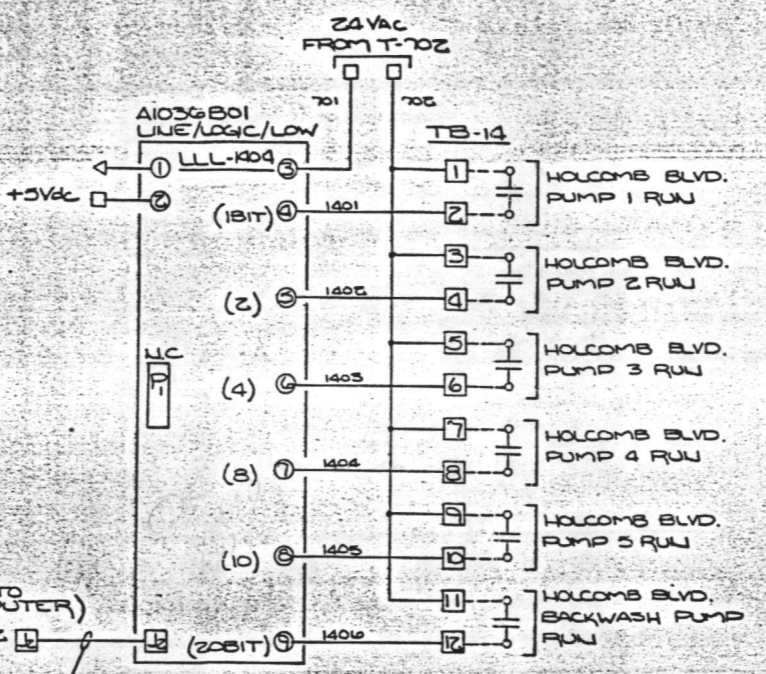 24VAC
FROM T-702
701 702
A1036B01
LINE/LOGIC/LOW
TB-14
1 LLL-1404 3
+5Vdc 2
(1BIT) 4 1401
1
2
HOLCOMB BLVD.
PUMP 1 RUN
(2) 5 1402
3
4
HOLCOMB BLVD.
PUMP 2 RUN
N.C
P1
(4) 6 1403
5
6
HOLCOMB BLVD.
PUMP 3 RUN
(8) 7 1404
7
8
HOLCOMB BLVD.
PUMP 4 RUN
(10) 8 1405
9
10
HOLCOMB BLVD.
PUMP 5 RUN
(20BIT) 9 1406
11
12
HOLCOMB BLVD.
BACKWASH PUMP
RUN
TO
UTER)